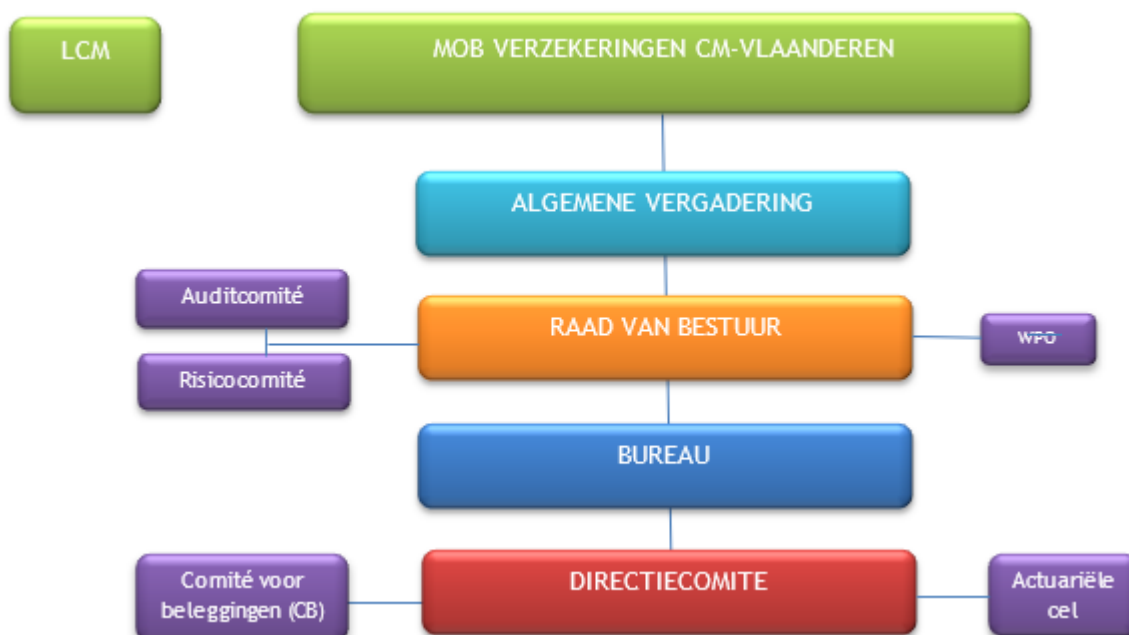 LCM
MOB VERZEKERINGEN CM-VLAANDEREN
ALGEMENE VERGADERING
Auditcomité
RAAD VAN BESTUUR
WPO
Risicocomité
BUREAU
Comité voor
beleggingen (CB)
DIRECTIECOMITE
Actuariële
cel